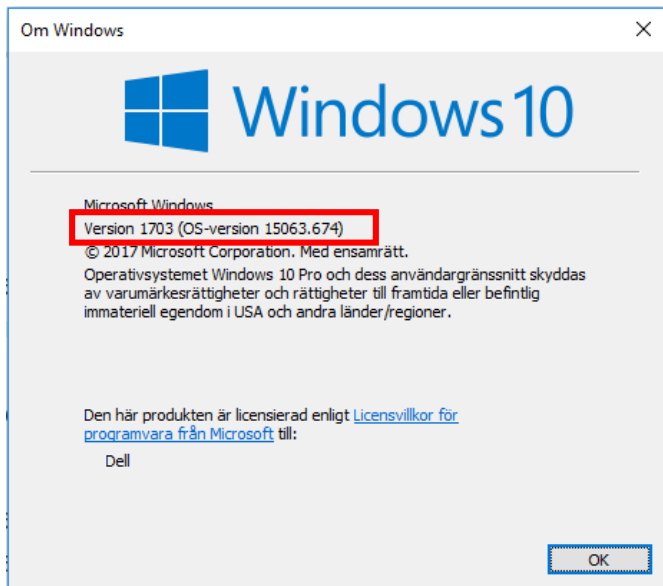 Om Windows
Windows 10
Microsoft Windows
Version 1703 (OS-version 15063.674)
© 2017 Microsoft Corporation. Med ensamrätt.
Operativsystemet Windows 10 Pro och dess användargränssnitt skyddas
av varumärkesrättigheter och rättigheter till framtida eller befintlig
immateriell egendom i USA och andra länder/regioner.
Den här produkten är licensierad enligt Licensvillkor för
programvara från Microsoft till:
Dell
OK